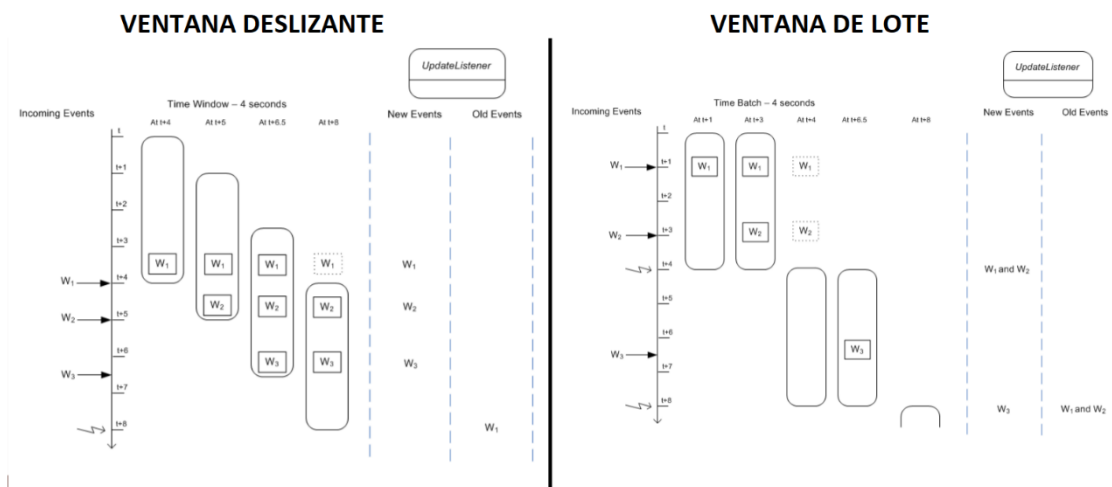 VENTANA DESLIZANTE
UpdateListener
Time Window – 4 seconds
Incoming Events
New Events
Old Events
At t+4 At t+5 At t+6.5 At t+8
t
t+1
t+2
t+3
W1 W1 W1 W1 W1
t+4
W1
W2 W2 W2 W2
W2
t+5
t+6
W3 W3 W3
W3
t+7
t+8
W1
VENTANA DE LOTE
UpdateListener
Time Batch – 4 seconds
Incoming Events
New Events
Old Events
At t+1 At t+3 At t+4 At t+6.5 At t+8
t
W1 t+1 W1 W1 W1
t+2
W2 t+3 W2 W2
t+4 W1 and W2
t+5
t+6
W3 W3
t+7
t+8 W3 W1 and W2